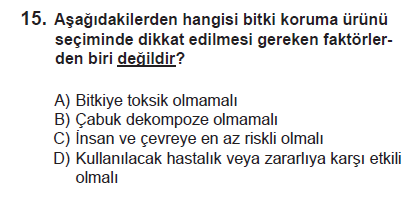 15. Aşağıdakilerden hangisi bitki koruma ürünü
seçiminde dikkat edilmesi gereken faktörler-
den biri değildir?
A) Bitkiye toksik olmamalı
B) Çabuk dekompoze olmamalı
C) İnsan ve çevreye en az riskli olmalı
D) Kullanılacak hastalık veya zararlıya karşı etkili
olmalı